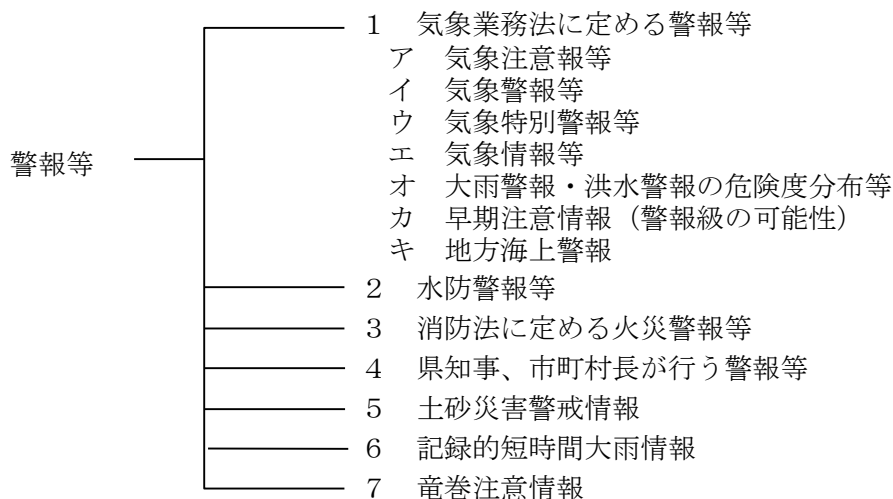 警報等
１　気象業務法に定める警報等
ア　気象注意報等
イ　気象警報等
ウ　気象特別警報等
エ　気象情報等
オ　大雨警報・洪水警報の危険度分布等
カ　早期注意情報（警報級の可能性）
キ　地方海上警報
２　水防警報等
３　消防法に定める火災警報等
４　県知事、市町村長が行う警報等
５　土砂災害警戒情報
６　記録的短時間大雨情報
７　竜巻注意情報